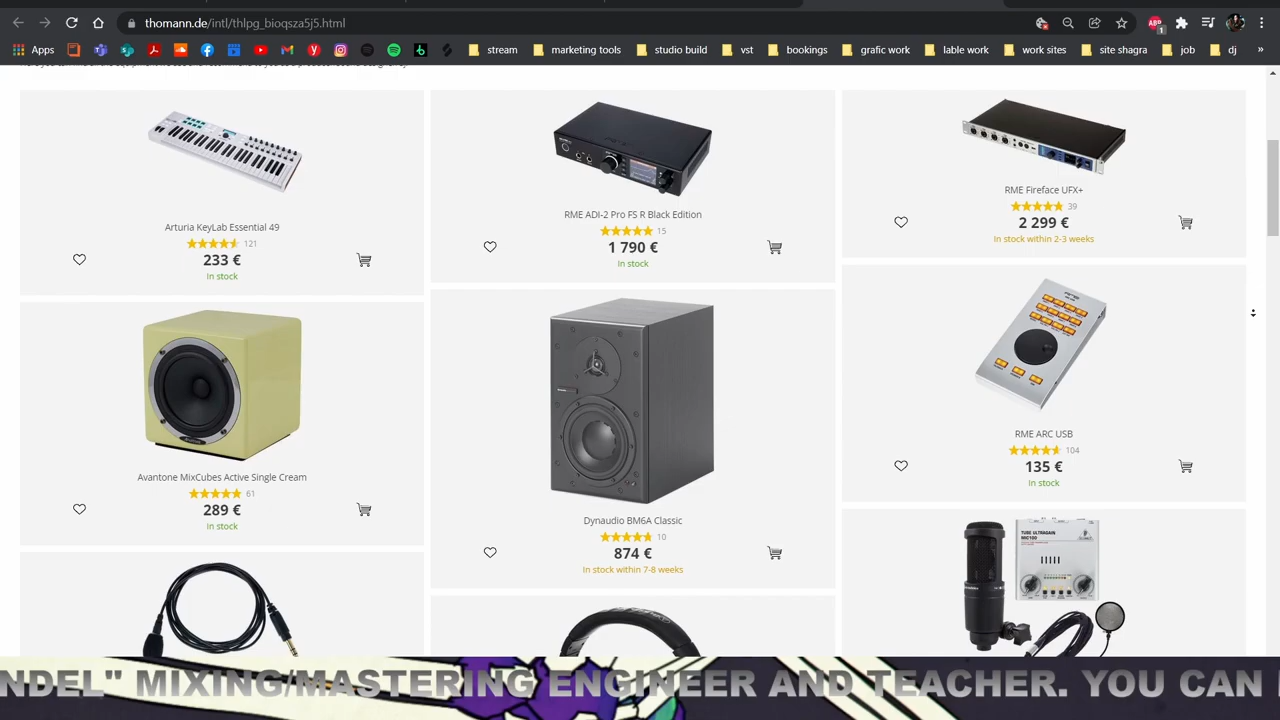 thomann.de/intl/thlpg_bioqsza5j5.html
1
Apps
stream
marketing tools
studio build
vst
bookings
grafic work
lable work
work sites
site shagra
job
dj
»
Arturia KeyLab Essential 49
121
233 €
In stock
RME ADI-2 Pro FS R Black Edition
15
1 790 €
In stock
RME Fireface UFX+
39
2 299 €
In stock within 2-3 weeks
Avantone MixCubes Active Single Cream
61
289 €
In stock
Dynaudio BM6A Classic
10
874 €
In stock within 7-8 weeks
RME ARC USB
104
135 €
In stock
TUBE ULTRAGAIN
MIC100
NDEL" MIXING/MASTERING ENGINEER AND TEACHER. YOU CAN